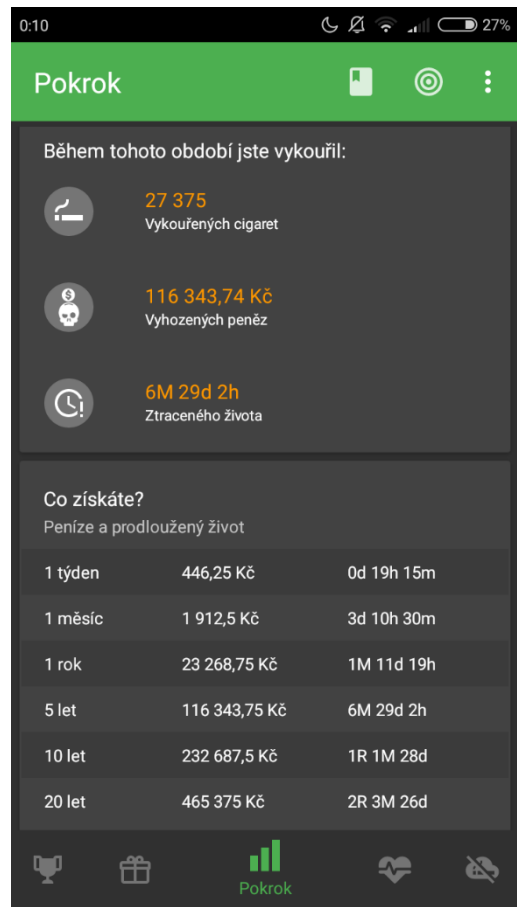 0:10 27%
Pokrok
Během tohoto období jste vykouřil:
27 375
Vykouřených cigaret
116 343,74 Kč
Vyhozených peněz
6M 29d 2h
Ztraceného života
Co získáte?
Peníze a prodloužený život
1 týden 446,25 Kč 0d 19h 15m
1 měsíc 1 912,5 Kč 3d 10h 30m
1 rok 23 268,75 Kč 1M 11d 19h
5 let 116 343,75 Kč 6M 29d 2h
10 let 232 687,5 Kč 1R 1M 28d
20 let 465 375 Kč 2R 3M 26d
Pokrok